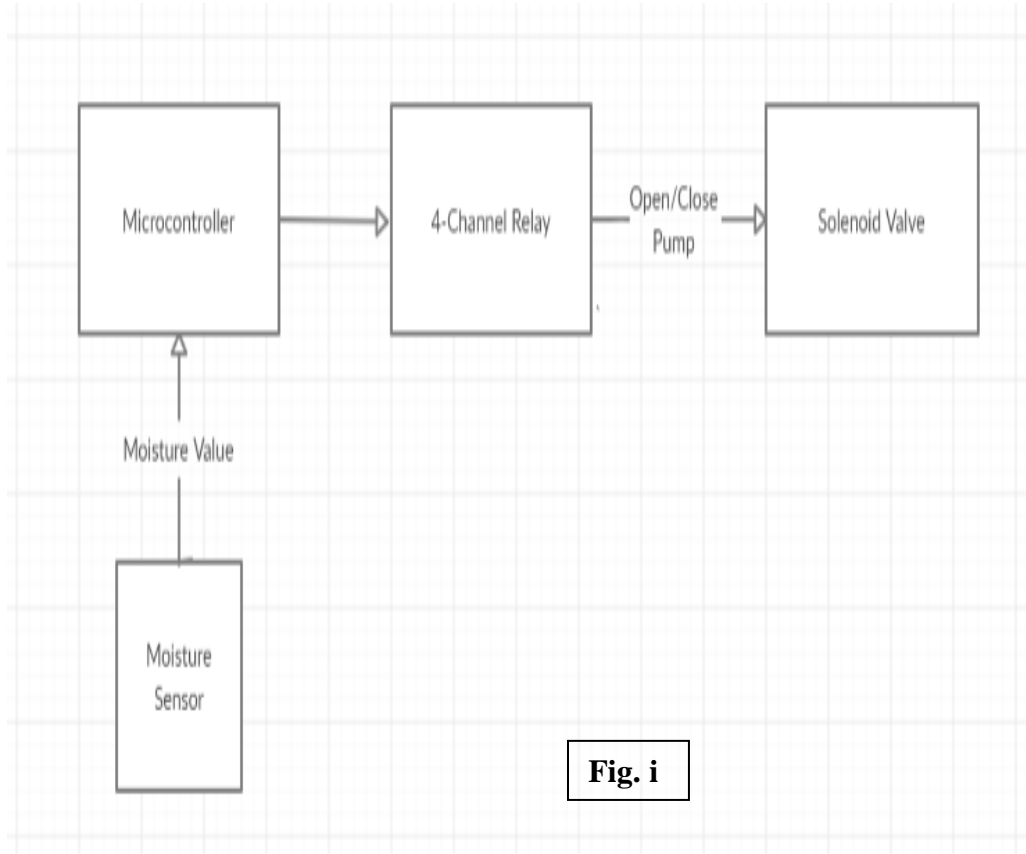 Microcontroller
4-Channel Relay
Open/Close
Pump
Solenoid Valve
Moisture Value
Moisture
Sensor
Fig. i